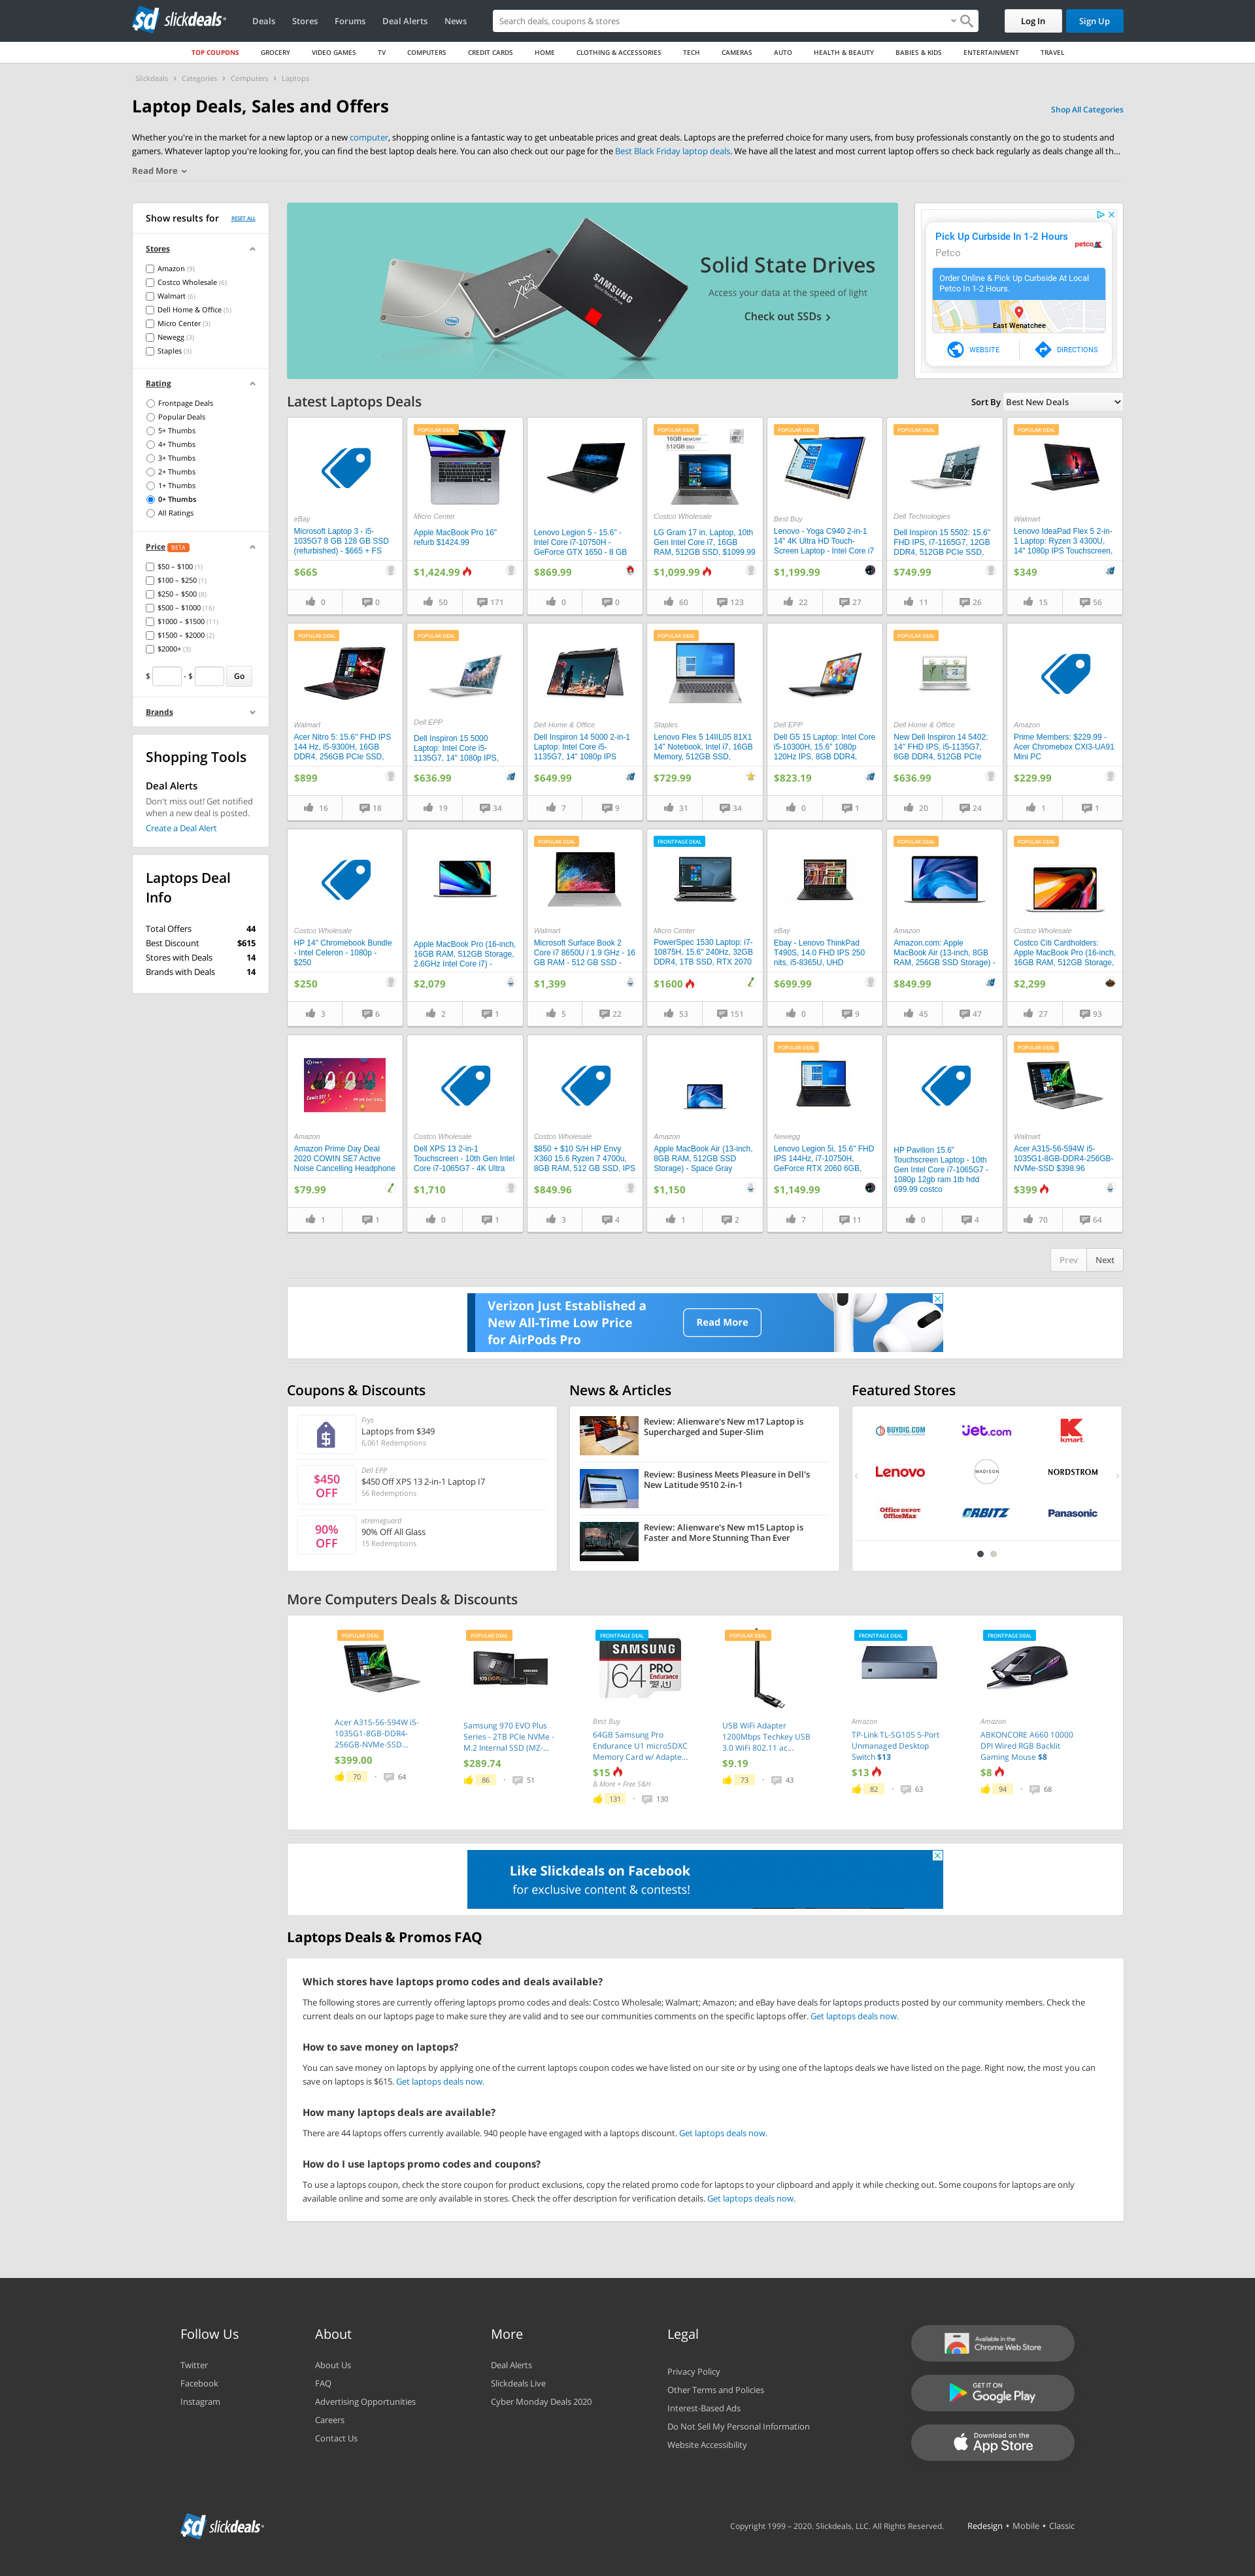 slickdeals
Deals
Stores
Forums
Deal Alerts
News
Search deals, coupons & stores
Log In
Sign Up
TOP COUPONS
GROCERY
VIDEO GAMES
TV
COMPUTERS
CREDIT CARDS
HOME
CLOTHING & ACCESSORIES
TECH
CAMERAS
AUTO
HEALTH & BEAUTY
BABIES & KIDS
ENTERTAINMENT
TRAVEL
Slickdeals > Categories > Computers > Laptops
Laptop Deals, Sales and Offers
Shop All Categories
Whether you're in the market for a new laptop or a new computer, shopping online is a fantastic way to get unbeatable prices and great deals. Laptops are the preferred choice for many users, from busy professionals constantly on the go to students and
gamers. Whatever laptop you're looking for, you can find the best laptop deals here. You can also check out our page for the Best Black Friday laptop deals. We have all the latest and most current laptop offers so check back regularly as deals change all th...
Read More
Show results for
RESET ALL
Stores
Amazon (9)
Costco Wholesale (6)
Walmart (6)
Dell Home & Office (5)
Micro Center (3)
Newegg (3)
Staples (3)
Rating
Frontpage Deals
Popular Deals
5+ Thumbs
4+ Thumbs
3+ Thumbs
2+ Thumbs
1+ Thumbs
0+ Thumbs
All Ratings
Price BETA
$50 – $100 (1)
$100 – $250 (1)
$250 – $500 (8)
$500 – $1000 (16)
$1000 – $1500 (11)
$1500 – $2000 (2)
$2000+ (3)
$ - $ Go
Brands
Shopping Tools
Deal Alerts
Don't miss out! Get notified
when a new deal is posted.
Create a Deal Alert
Laptops Deal
Info
Total Offers 44
Best Discount $615
Stores with Deals 14
Brands with Deals 14
SAMSUNG
Solid State Drives
Access your data at the speed of light
Check out SSDs
Pick Up Curbside In 1-2 Hours
Petco
petco
Order Online & Pick Up Curbside At Local
Petco In 1-2 Hours.
East Wenatchee
WEBSITE
DIRECTIONS
Latest Laptops Deals
Sort By Best New Deals
eBay
Microsoft Laptop 3 - i5-
1035G7 8 GB 128 GB SSD
(refurbished) - $665 + FS
$665
0
0
POPULAR DEAL
Micro Center
Apple MacBook Pro 16"
refurb $1424.99
$1,424.99
50
171
Lenovo Legion 5 - 15.6" -
Intel Core i7-10750H -
GeForce GTX 1650 - 8 GB
$869.99
0
0
POPULAR DEAL
16GB MEMORY
512GB SSD
Costco Wholesale
LG Gram 17 in. Laptop, 10th
Gen Intel Core i7, 16GB
RAM, 512GB SSD, $1099.99
$1,099.99
60
123
POPULAR DEAL
Best Buy
Lenovo - Yoga C940 2-in-1
14" 4K Ultra HD Touch-
Screen Laptop - Intel Core i7
$1,199.99
22
27
POPULAR DEAL
Dell Technologies
Dell Inspiron 15 5502: 15.6"
FHD IPS, i7-1165G7, 12GB
DDR4, 512GB PCIe SSD,
$749.99
11
26
POPULAR DEAL
Walmart
Lenovo IdeaPad Flex 5 2-in-
1 Laptop: Ryzen 3 4300U,
14" 1080p IPS Touchscreen,
$349
15
56
POPULAR DEAL
Walmart
Acer Nitro 5: 15.6" FHD IPS
144 Hz, i5-9300H, 16GB
DDR4, 256GB PCIe SSD,
$899
16
18
POPULAR DEAL
Dell EPP
Dell Inspiron 15 5000
Laptop: Intel Core i5-
1135G7, 14" 1080p IPS,
$636.99
19
34
Dell Home & Office
Dell Inspiron 14 5000 2-in-1
Laptop: Intel Core i5-
1135G7, 14" 1080p IPS
$649.99
7
9
POPULAR DEAL
Staples
Lenovo Flex 5 14IIL05 81X1
14" Notebook, Intel i7, 16GB
Memory, 512GB SSD,
$729.99
31
34
Dell EPP
Dell G5 15 Laptop: Intel Core
i5-10300H, 15.6" 1080p
120Hz IPS, 8GB DDR4,
$823.19
0
1
POPULAR DEAL
Dell Home & Office
New Dell Inspiron 14 5402:
14" FHD IPS, i5-1135G7,
8GB DDR4, 512GB PCIe
$636.99
20
24
Amazon
Prime Members: $229.99 -
Acer Chromebox CXI3-UA91
Mini PC
$229.99
1
1
Costco Wholesale
HP 14" Chromebook Bundle
- Intel Celeron - 1080p -
$250
$250
3
6
Apple MacBook Pro (16-inch,
16GB RAM, 512GB Storage,
2.6GHz Intel Core i7) -
$2,079
2
1
POPULAR DEAL
Walmart
Microsoft Surface Book 2
Core i7 8650U / 1.9 GHz - 16
GB RAM - 512 GB SSD -
$1,399
5
22
FRONTPAGE DEAL
Micro Center
PowerSpec 1530 Laptop: i7-
10875H, 15.6" 240Hz, 32GB
DDR4, 1TB SSD, RTX 2070
$1600
53
151
eBay
Ebay - Lenovo ThinkPad
T490S, 14.0 FHD IPS 250
nits, i5-8365U, UHD
$699.99
0
9
POPULAR DEAL
Amazon
Amazon.com: Apple
MacBook Air (13-inch, 8GB
RAM, 256GB SSD Storage) -
$849.99
45
47
POPULAR DEAL
Costco Wholesale
Costco Citi Cardholders:
Apple MacBook Pro (16-inch,
16GB RAM, 512GB Storage,
$2,299
27
93
Amazon
Amazon Prime Day Deal
2020 COWIN SE7 Active
Noise Cancelling Headphone
$79.99
1
1
Costco Wholesale
Dell XPS 13 2-in-1
Touchscreen - 10th Gen Intel
Core i7-1065G7 - 4K Ultra
$1,710
0
1
Costco Wholesale
$850 + $10 S/H HP Envy
X360 15.6 Ryzen 7 4700u,
8GB RAM, 512 GB SSD, IPS
$849.96
3
4
Amazon
Apple MacBook Air (13-inch,
8GB RAM, 512GB SSD
Storage) - Space Gray
$1,150
1
2
POPULAR DEAL
Newegg
Lenovo Legion 5i, 15.6" FHD
IPS 144Hz, i7-10750H,
GeForce RTX 2060 6GB,
$1,149.99
7
11
HP Pavilion 15.6"
Touchscreen Laptop - 10th
Gen Intel Core i7-1065G7 -
1080p 12gb ram 1tb hdd
699.99 costco
0
4
POPULAR DEAL
Walmart
Acer A315-56-594W i5-
1035G1-8GB-DDR4-256GB-
NVMe-SSD $398.96
$399
70
64
Prev
Next
Verizon Just Established a
New All-Time Low Price
for AirPods Pro
Read More
Coupons & Discounts
Frys
Laptops from $349
6,061 Redemptions
$450
OFF
Dell EPP
$450 Off XPS 13 2-in-1 Laptop I7
56 Redemptions
90%
OFF
xtremeguard
90% Off All Glass
15 Redemptions
News & Articles
Review: Alienware's New m17 Laptop is
Supercharged and Super-Slim
Review: Business Meets Pleasure in Dell's
New Latitude 9510 2-in-1
Review: Alienware's New m15 Laptop is
Faster and More Stunning Than Ever
Featured Stores
BUYDIG.COM
Jet.com
kmart
Lenovo
MADISON
NORDSTROM
Office DEPOT
OfficeMax
ORBITZ
Panasonic
More Computers Deals & Discounts
POPULAR DEAL
Acer A315-56-594W i5-
1035G1-8GB-DDR4-
256GB-NVMe-SSD...
$399.00
70 · 64
POPULAR DEAL
Samsung 970 EVO Plus
Series - 2TB PCIe NVMe -
M.2 Internal SSD (MZ-...
$289.74
86 · 51
FRONTPAGE DEAL
SAMSUNG
64 PRO
Endurance
Best Buy
64GB Samsung Pro
Endurance U1 microSDXC
Memory Card w/ Adapte...
$15
& More + Free S&H
131 · 130
POPULAR DEAL
USB WiFi Adapter
1200Mbps Techkey USB
3.0 WiFi 802.11 ac...
$9.19
73 · 43
FRONTPAGE DEAL
Amazon
TP-Link TL-SG105 5-Port
Unmanaged Desktop
Switch $13
$13
82 · 63
FRONTPAGE DEAL
Amazon
ABKONCORE A660 10000
DPI Wired RGB Backlit
Gaming Mouse $8
$8
94 · 68
Like Slickdeals on Facebook
for exclusive content & contests!
Laptops Deals & Promos FAQ
Which stores have laptops promo codes and deals available?
The following stores are currently offering laptops promo codes and deals: Costco Wholesale; Walmart; Amazon; and eBay have deals for laptops products posted by our community members. Check the
current deals on our laptops page to make sure they are valid and to see our communities comments on the specific laptops offer. Get laptops deals now.
How to save money on laptops?
You can save money on laptops by applying one of the current laptops coupon codes we have listed on our site or by using one of the laptops deals we have listed on the page. Right now, the most you can
save on laptops is $615. Get laptops deals now.
How many laptops deals are available?
There are 44 laptops offers currently available. 940 people have engaged with a laptops discount. Get laptops deals now.
How do I use laptops promo codes and coupons?
To use a laptops coupon, check the store coupon for product exclusions, copy the related promo code for laptops to your clipboard and apply it while checking out. Some coupons for laptops are only
available online and some are only available in stores. Check the offer description for verification details. Get laptops deals now.
Follow Us
Twitter
Facebook
Instagram
About
About Us
FAQ
Advertising Opportunities
Careers
Contact Us
More
Deal Alerts
Slickdeals Live
Cyber Monday Deals 2020
Legal
Privacy Policy
Other Terms and Policies
Interest-Based Ads
Do Not Sell My Personal Information
Website Accessibility
Available in the
Chrome Web Store
GET IT ON
Google Play
Download on the
App Store
slickdeals
Copyright 1999 – 2020. Slickdeals, LLC. All Rights Reserved.
Redesign • Mobile • Classic